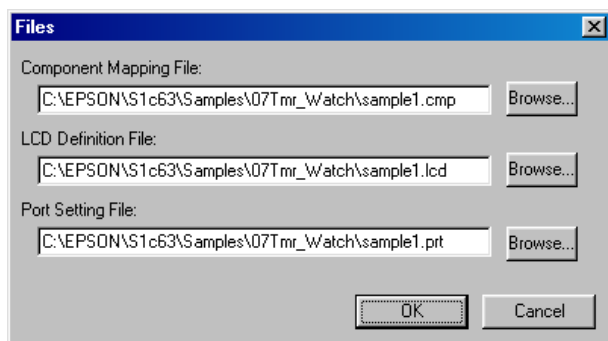 Files
Component Mapping File:
C:\EPSON\S1c63\Samples\07Tmr_Watch\sample1.cmp Browse...
LCD Definition File:
C:\EPSON\S1c63\Samples\07Tmr_Watch\sample1.lcd Browse...
Port Setting File:
C:\EPSON\S1c63\Samples\07Tmr_Watch\sample1.prt Browse...
OK Cancel